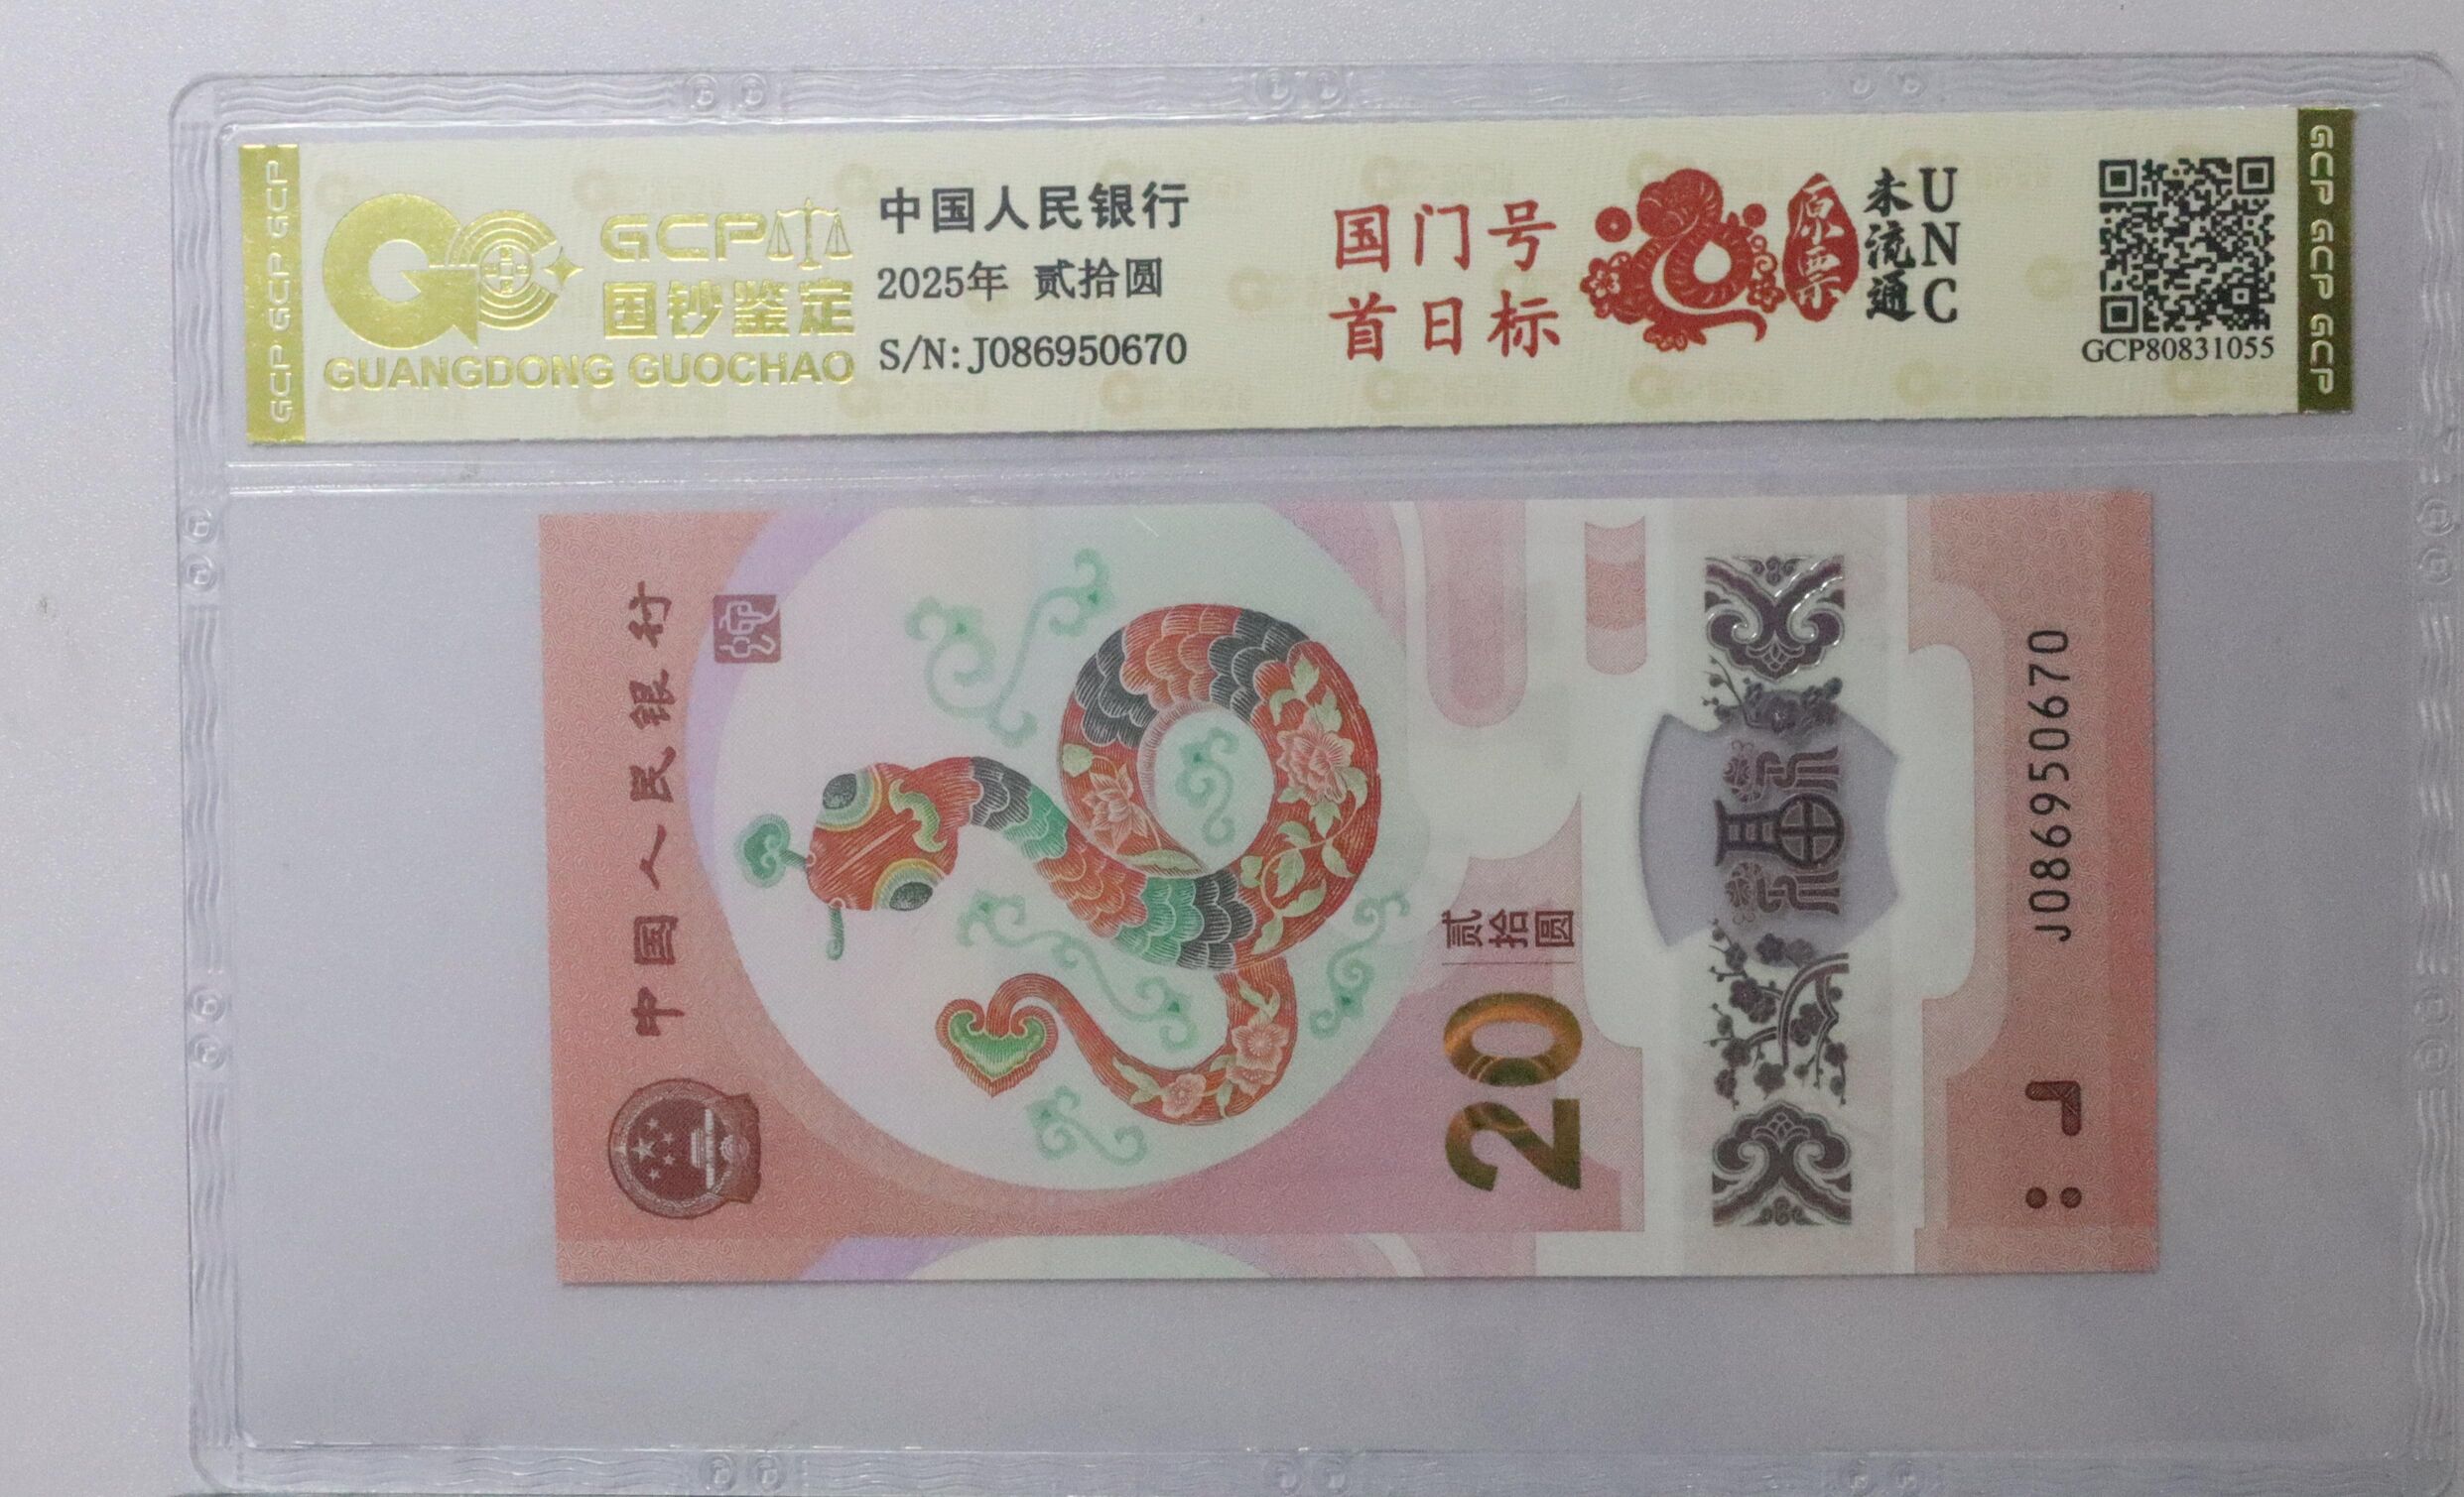 GCP GCP GCP
GCP
国钞鉴定
GUANGDONG GUOCHAO
中国人民银行
2025年 贰拾圆
S/N: J086950670
国门号
首日标
原票
未流通
UNC
GCP80831055
GCP GCP GCP
中国人民银行
贰拾圆
20
福
J086950670